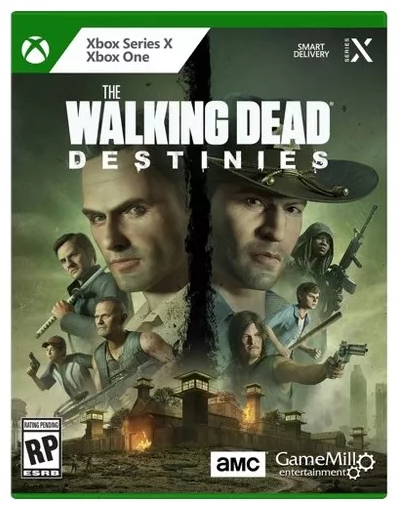 Xbox Series X
Xbox One
SMART
DELIVERY
SERIES X
THE
WALKING DEAD
DESTINIES
RATING PENDING
RP
ESRB
amc
GameMill
entertainment